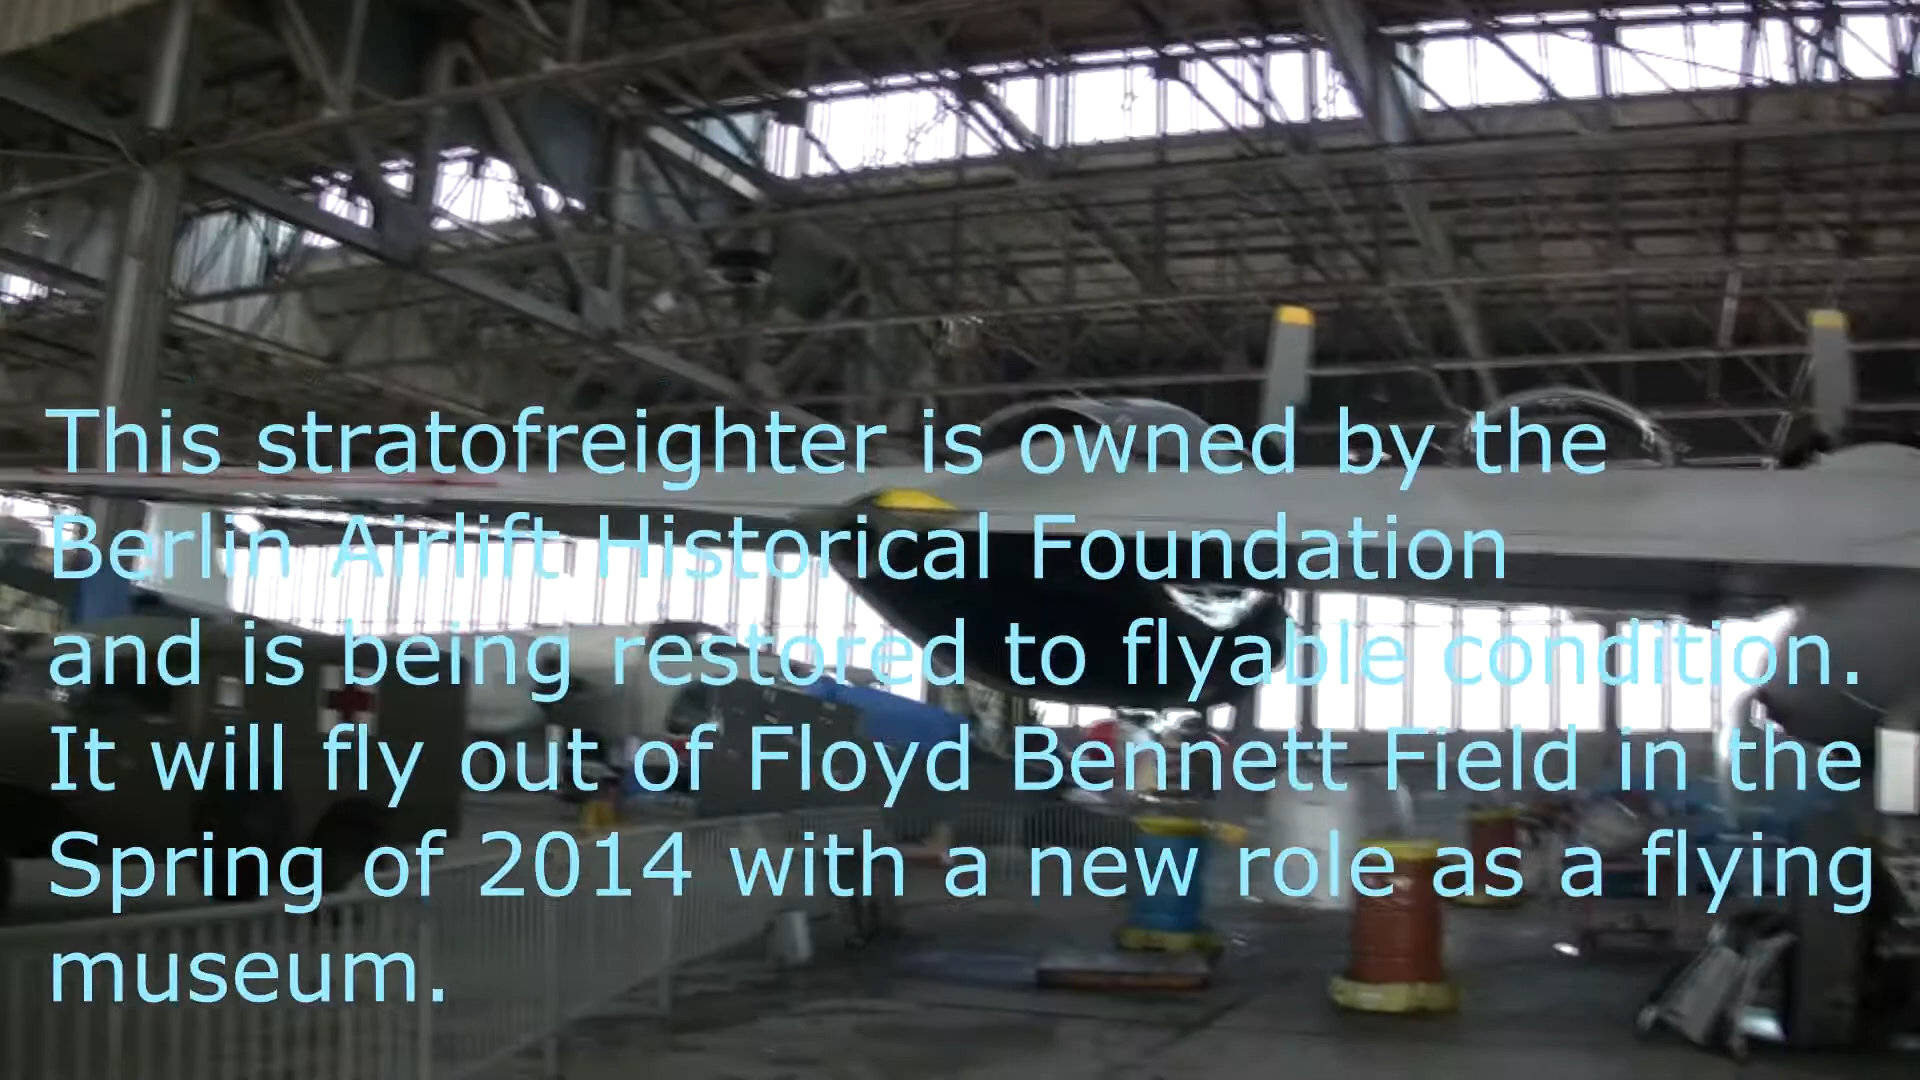 This stratofreighter is owned by the
Berlin Airlift Historical Foundation
and is being restored to flyable condition.
It will fly out of Floyd Bennett Field in the
Spring of 2014 with a new role as a flying
museum.